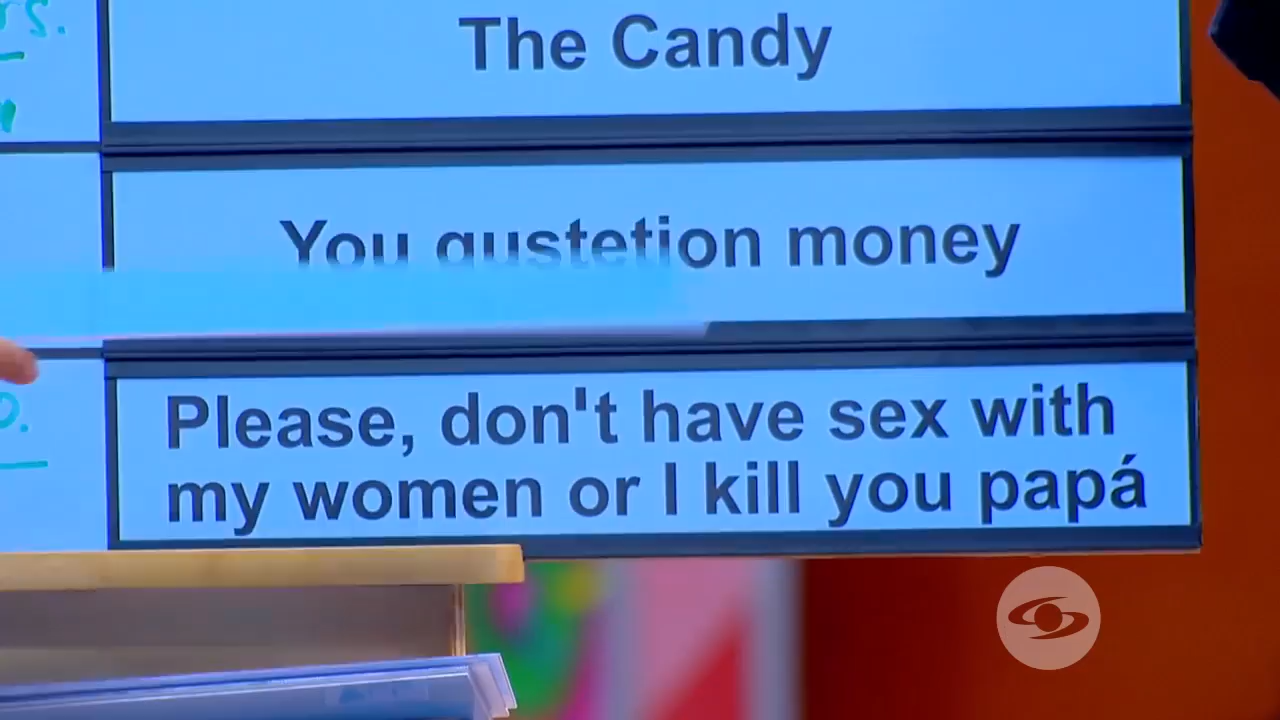 The Candy
You gustetion money
Please, don't have sex with
my women or I kill you papá